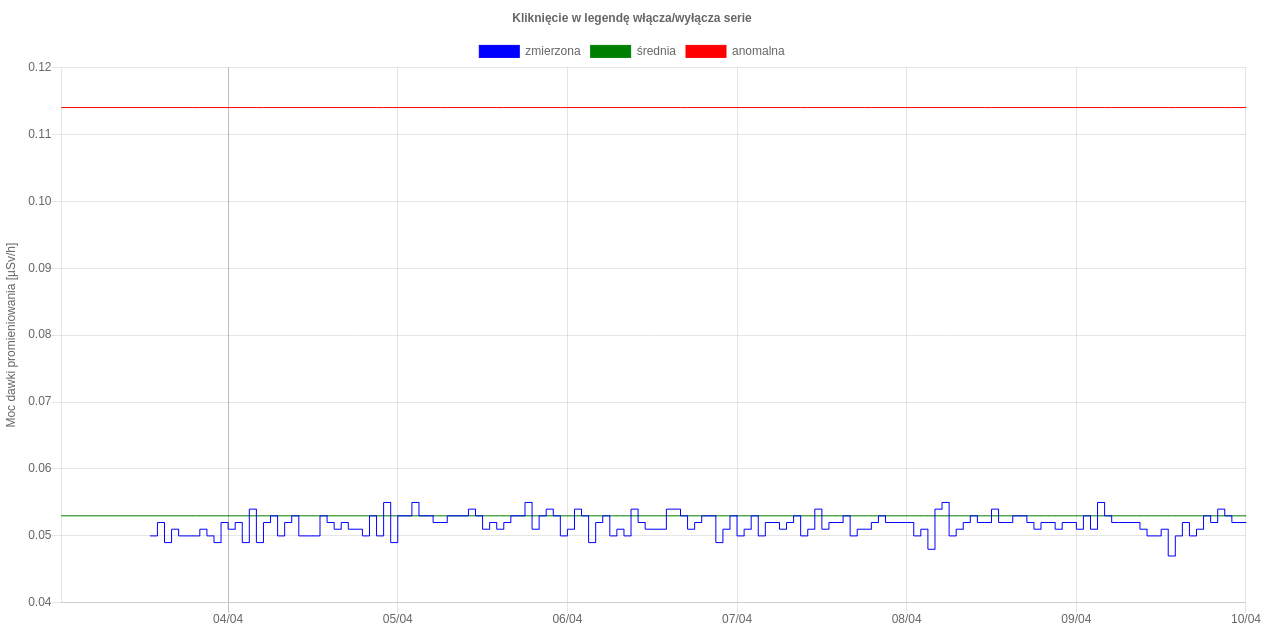 Kliknięcie w legendę włącza/wyłącza serie
zmierzona średnia anomalna
Moc dawki promieniowania [µSv/h]
0.12
0.11
0.10
0.09
0.08
0.07
0.06
0.05
0.04
04/04 05/04 06/04 07/04 08/04 09/04 10/04